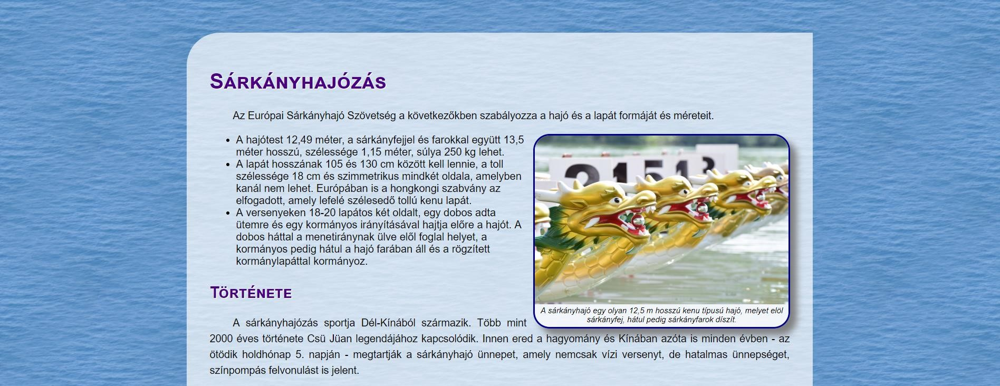 Sárkányhajózás
Az Európai Sárkányhajó Szövetség a következőkben szabályozza a hajó és a lapát formáját és méreteit.
• A hajótest 12,49 méter, a sárkányfejjel és farokkal együtt 13,5
méter hosszú, szélessége 1,15 méter, súlya 250 kg lehet.
• A lapát hosszának 105 és 130 cm között kell lennie, a toll
szélessége 18 cm és szimmetrikus mindkét oldala, amelyben
kanál nem lehet. Európában is a hongkongi szabvány az
elfogadott, amely lefelé szélesedő tollú kenu lapát.
• A versenyeken 18-20 lapátos két oldalt, egy dobos adta
ütemre és egy kormányos irányításával hajtja előre a hajót. A
dobos háttal a menetiránynak ülve elől foglal helyet, a
kormányos pedig hátul a hajó farában áll és a rögzített
kormánylapáttal kormányoz.
2 1 5 4 3
A sárkányhajó egy olyan 12,5 m hosszú kenu típusú hajó, melyet elöl
sárkányfej, hátul pedig sárkányfarok díszít.
Története
A sárkányhajózás sportja Dél-Kínából származik. Több mint
2000 éves története Csü Jüan legendájához kapcsolódik. Innen ered a hagyomány és Kínában azóta is minden évben - az
ötödik holdhónap 5. napján - megtartják a sárkányhajó ünnepet, amely nemcsak vízi versenyt, de hatalmas ünnepséget,
színpompás felvonulást is jelent.